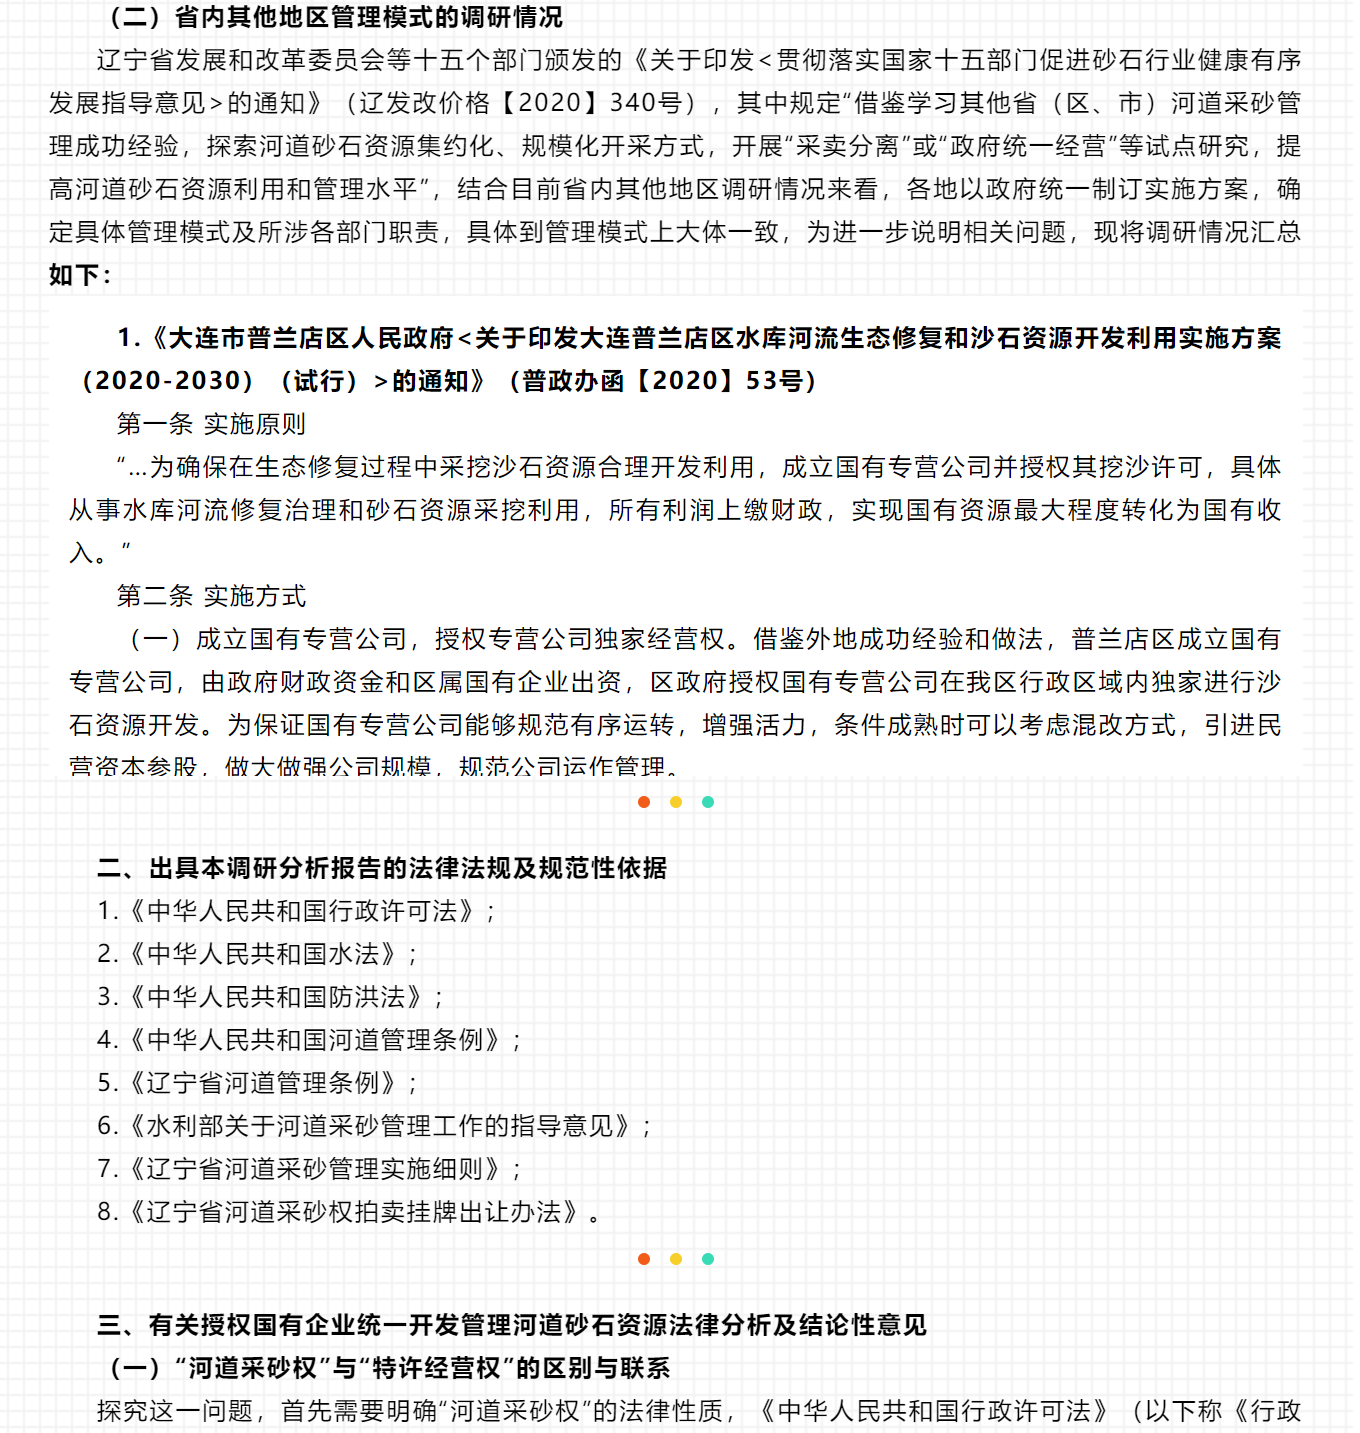 （二）省内其他地区管理模式的调研情况
辽宁省发展和改革委员会等十五个部门颁发的《关于印发<贯彻落实国家十五部门促进砂石行业健康有序
发展指导意见>的通知》（辽发改价格【2020】340号），其中规定“借鉴学习其他省（区、市）河道采砂管
理成功经验，探索河道砂石资源集约化、规模化开采方式，开展“采卖分离”或“政府统一经营”等试点研究，提
高河道砂石资源利用和管理水平”，结合目前省内其他地区调研情况来看，各地以政府统一制订实施方案，确
定具体管理模式及所涉各部门职责，具体到管理模式上大体一致，为进一步说明相关问题，现将调研情况汇总
如下：
1.《大连市普兰店区人民政府<关于印发大连普兰店区水库河流生态修复和沙石资源开发利用实施方案
（2020-2030）（试行）>的通知》（普政办函【2020】53号）
第一条 实施原则
“...为确保在生态修复过程中采挖沙石资源合理开发利用，成立国有专营公司并授权其挖沙许可，具体
从事水库河流修复治理和砂石资源采挖利用，所有利润上缴财政，实现国有资源最大程度转化为国有收
入。”
第二条 实施方式
（一）成立国有专营公司，授权专营公司独家经营权。借鉴外地成功经验和做法，普兰店区成立国有
专营公司，由政府财政资金和区属国有企业出资，区政府授权国有专营公司在我区行政区域内独家进行沙
石资源开发。为保证国有专营公司能够规范有序运转，增强活力，条件成熟时可以考虑混改方式，引进民
营资本参股，做大做强公司规模，规范公司运作管理。
二、出具本调研分析报告的法律法规及规范性依据
1.《中华人民共和国行政许可法》；
2.《中华人民共和国水法》；
3.《中华人民共和国防洪法》；
4.《中华人民共和国河道管理条例》；
5.《辽宁省河道管理条例》；
6.《水利部关于河道采砂管理工作的指导意见》；
7.《辽宁省河道采砂管理实施细则》；
8.《辽宁省河道采砂权拍卖挂牌出让办法》。
三、有关授权国有企业统一开发管理河道砂石资源法律分析及结论性意见
（一）“河道采砂权”与“特许经营权”的区别与联系
探究这一问题，首先需要明确“河道采砂权”的法律性质，《中华人民共和国行政许可法》（以下称《行政